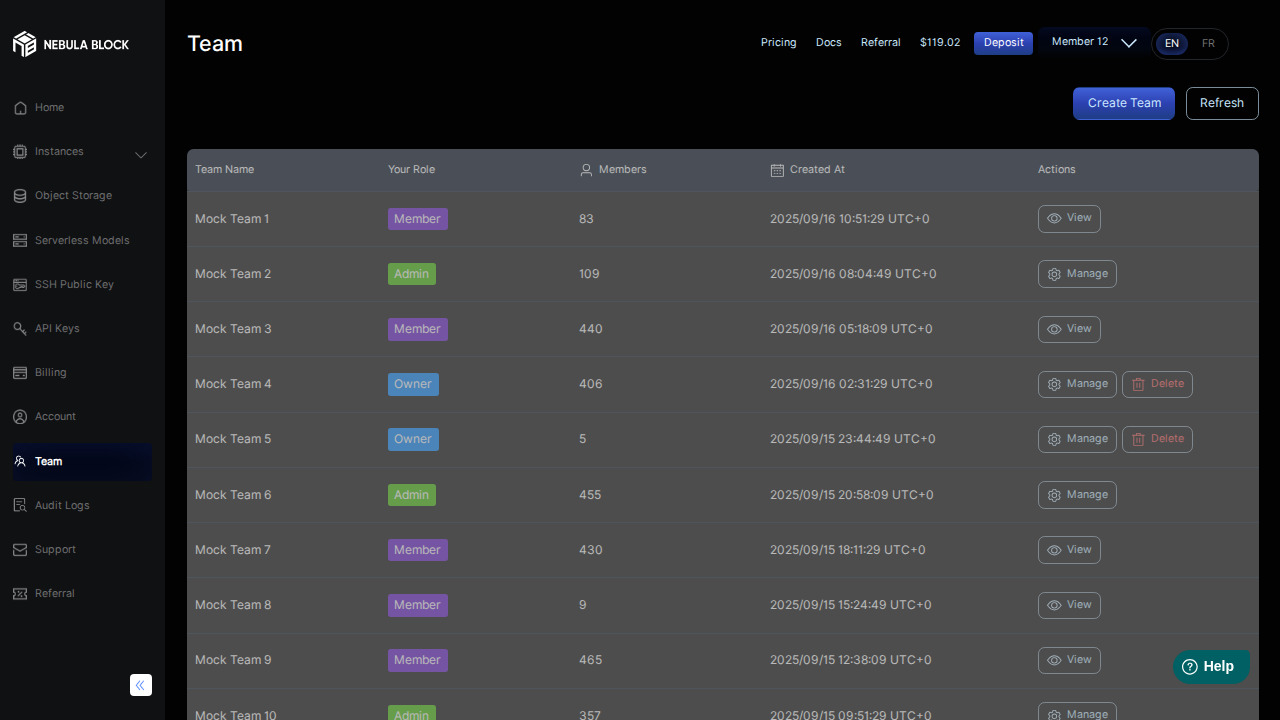 NEBULA BLOCK
Team
Pricing Docs Referral $119.02 Deposit Member 12 EN FR
Create Team Refresh
Home
Instances
Object Storage
Serverless Models
SSH Public Key
API Keys
Billing
Account
Team
Audit Logs
Support
Referral
Team Name Your Role Members Created At Actions
Mock Team 1 Member 83 2025/09/16 10:51:29 UTC+0 View
Mock Team 2 Admin 109 2025/09/16 08:04:49 UTC+0 Manage
Mock Team 3 Member 440 2025/09/16 05:18:09 UTC+0 View
Mock Team 4 Owner 406 2025/09/16 02:31:29 UTC+0 Manage Delete
Mock Team 5 Owner 5 2025/09/15 23:44:49 UTC+0 Manage Delete
Mock Team 6 Admin 455 2025/09/15 20:58:09 UTC+0 Manage
Mock Team 7 Member 430 2025/09/15 18:11:29 UTC+0 View
Mock Team 8 Member 9 2025/09/15 15:24:49 UTC+0 View
Mock Team 9 Member 465 2025/09/15 12:38:09 UTC+0 View
Mock Team 10 Admin 357 2025/09/15 09:51:29 UTC+0 Manage
Help